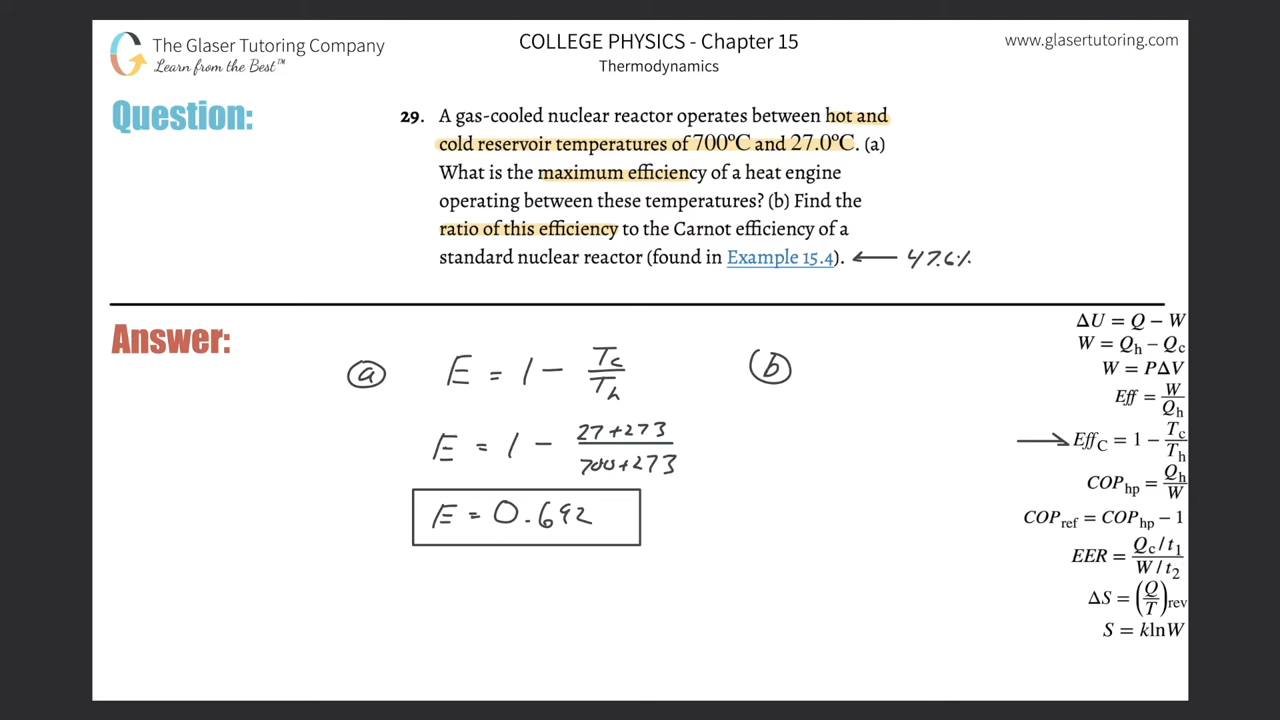 The Glaser Tutoring Company
Learn from the Best™
COLLEGE PHYSICS - Chapter 15
Thermodynamics
www.glasertutoring.com
Question:
29. A gas-cooled nuclear reactor operates between hot and
cold reservoir temperatures of 700ºC and 27.0ºC. (a)
What is the maximum efficiency of a heat engine
operating between these temperatures? (b) Find the
ratio of this efficiency to the Carnot efficiency of a
standard nuclear reactor (found in Example 15.4). ← 47.6%
Answer:
(a) E = 1 - Tc/Th
E = 1 - (27+273)/(700+273)
E = 0.692
(b)
ΔU = Q − W
W = Qh − Qc
W = PΔV
Eff = W/Qh
→ EffC = 1 − Tc/Th
COPhp = Qh/W
COPref = COPhp − 1
EER = (Qc/t1)/(W/t2)
ΔS = (Q/T)rev
S = klnW